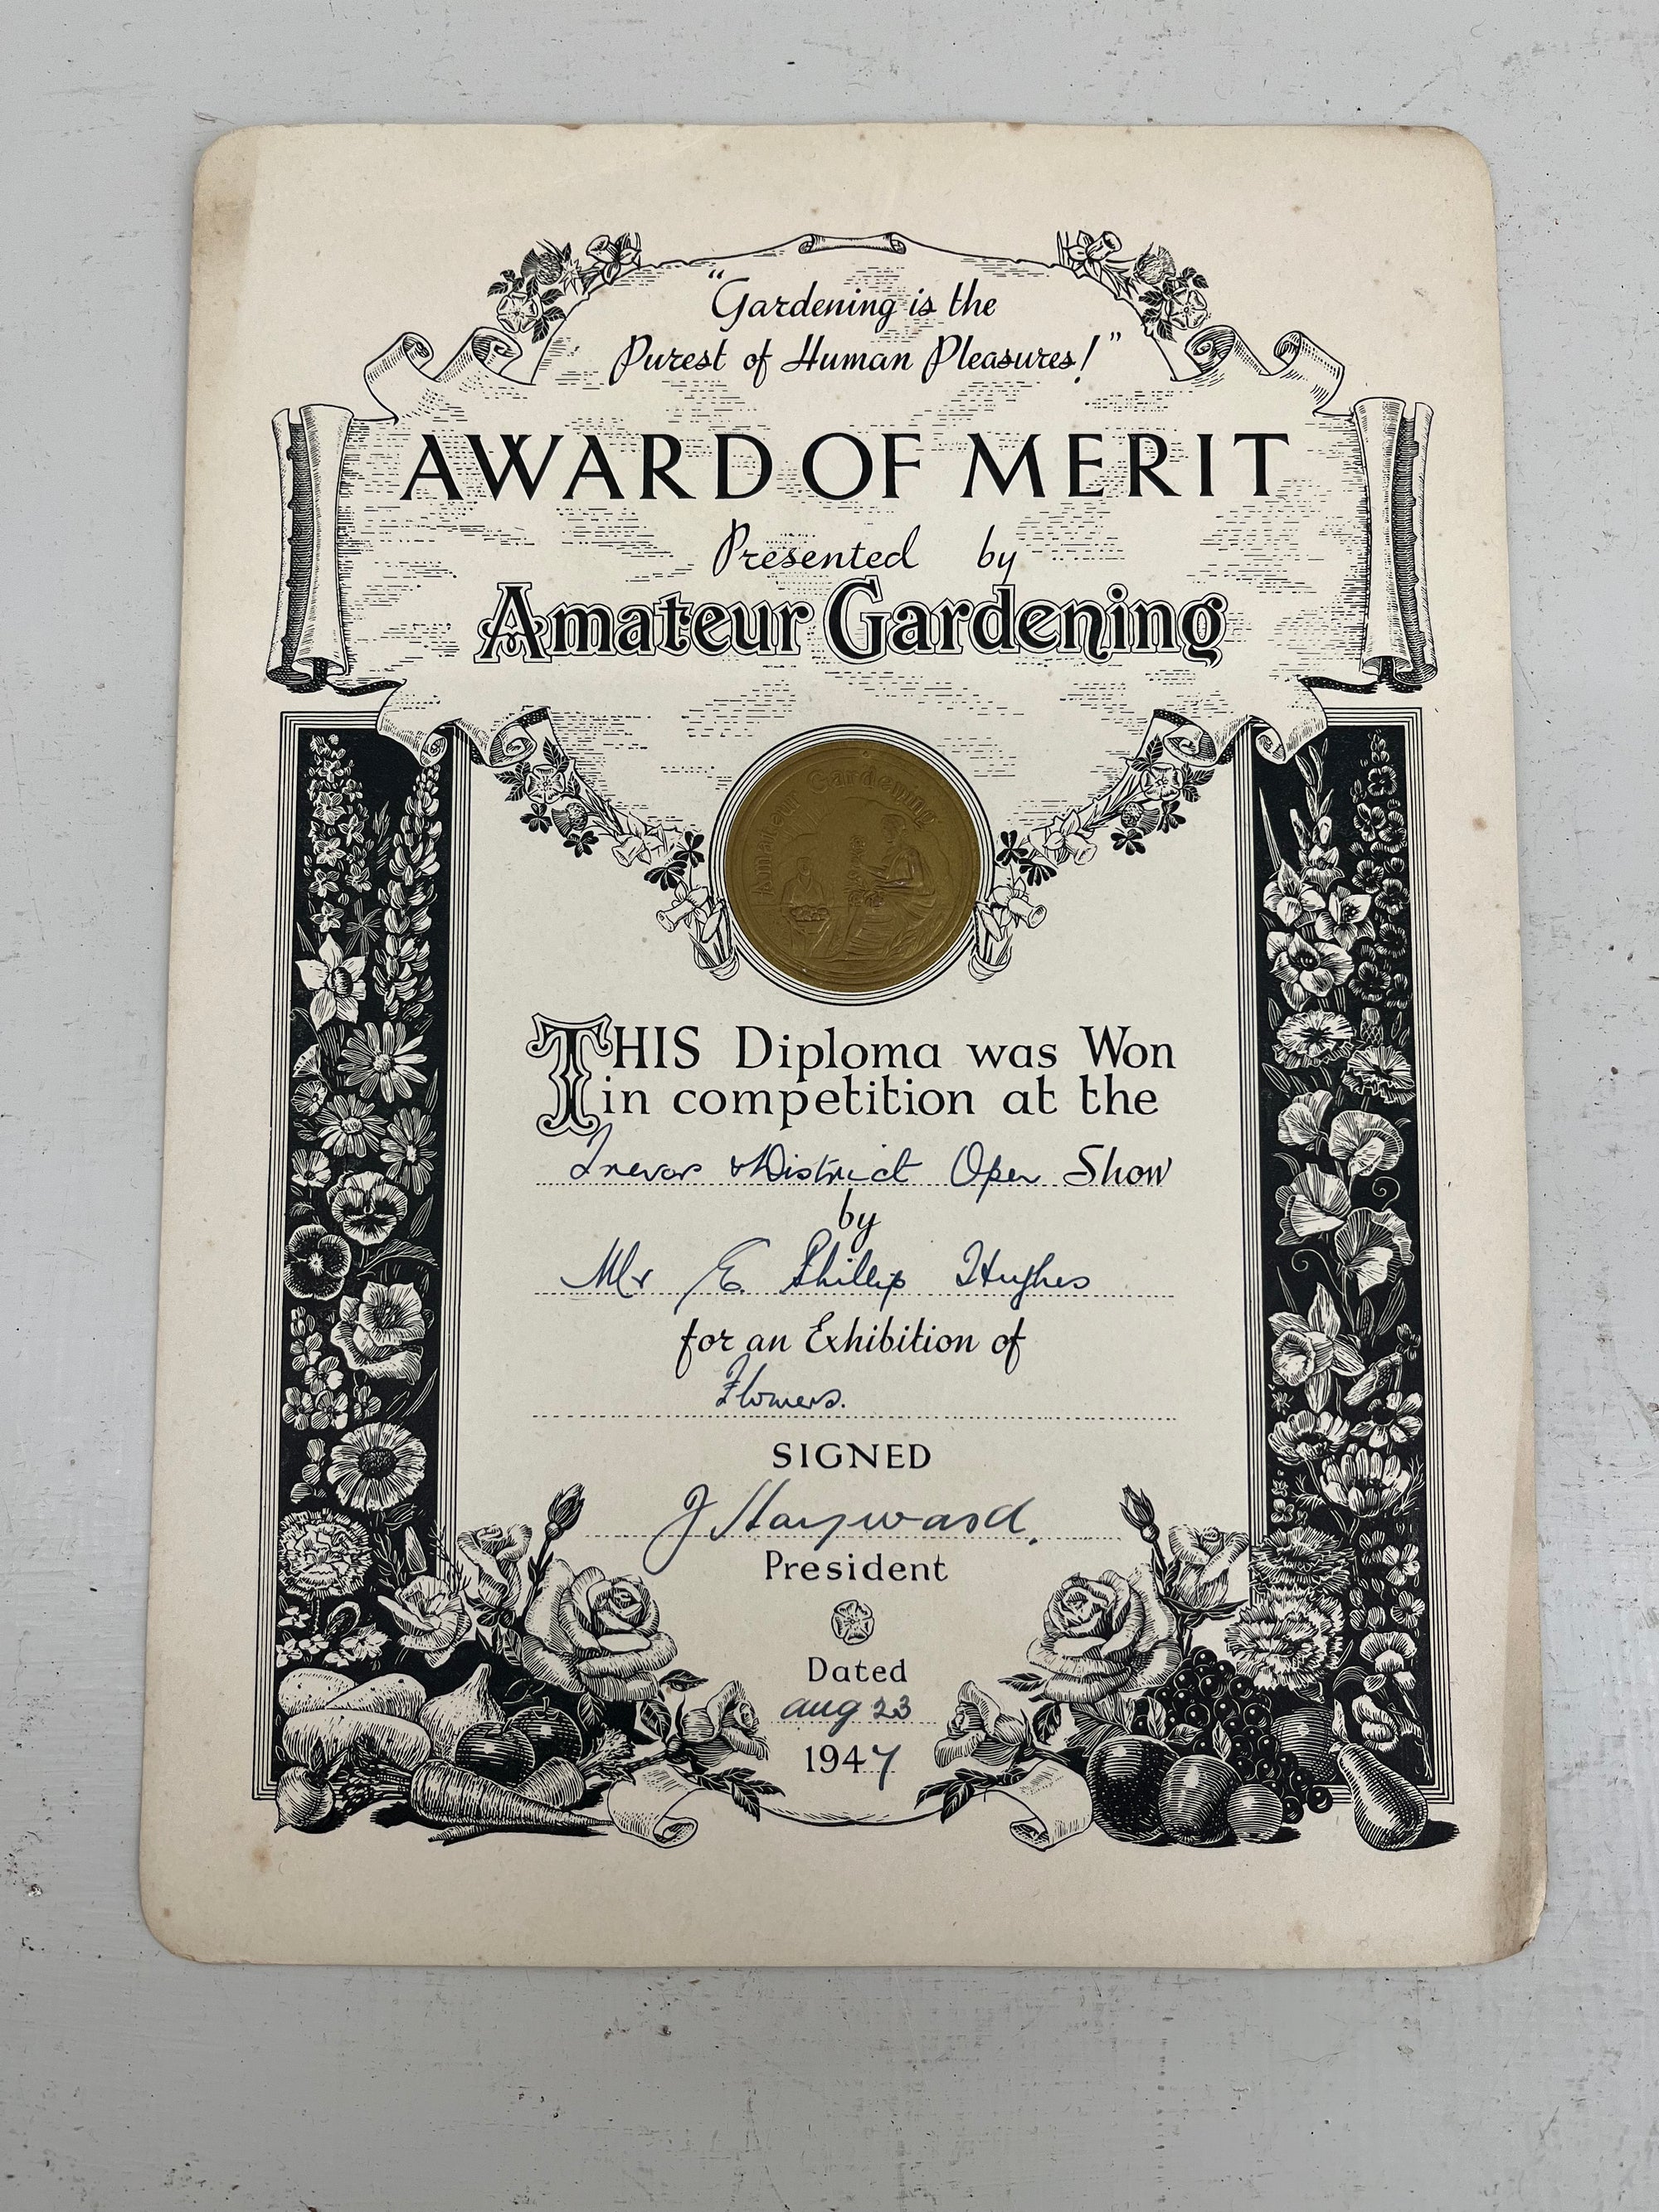 "Gardening is the
Purest of Human Pleasures!"
AWARD OF MERIT
Presented by
Amateur Gardening
Amateur Gardening
THIS Diploma was Won
in competition at the
Trevor & District Open Show
by
Mr E. Phillip Hughes
for an Exhibition of
Flowers.
SIGNED
J Hayward.
President
Dated
Aug 23
1947